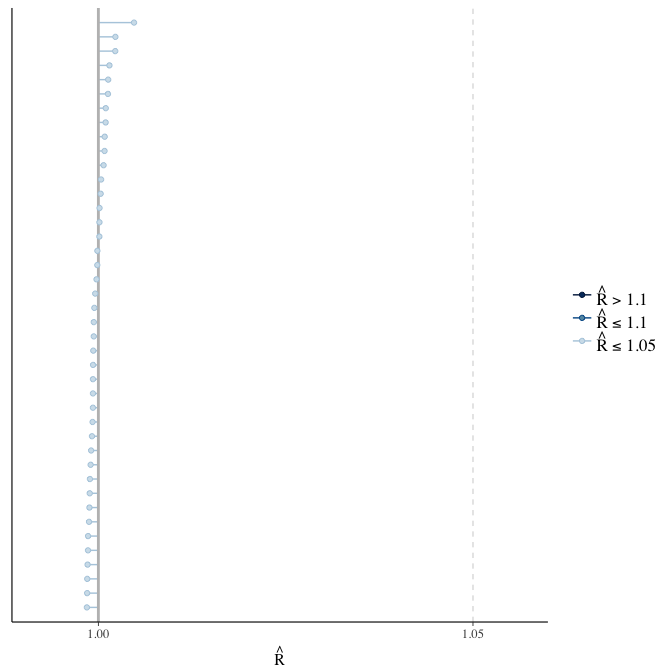 R̂ > 1.1
R̂ ≤ 1.1
R̂ ≤ 1.05
1.00 1.05
R̂